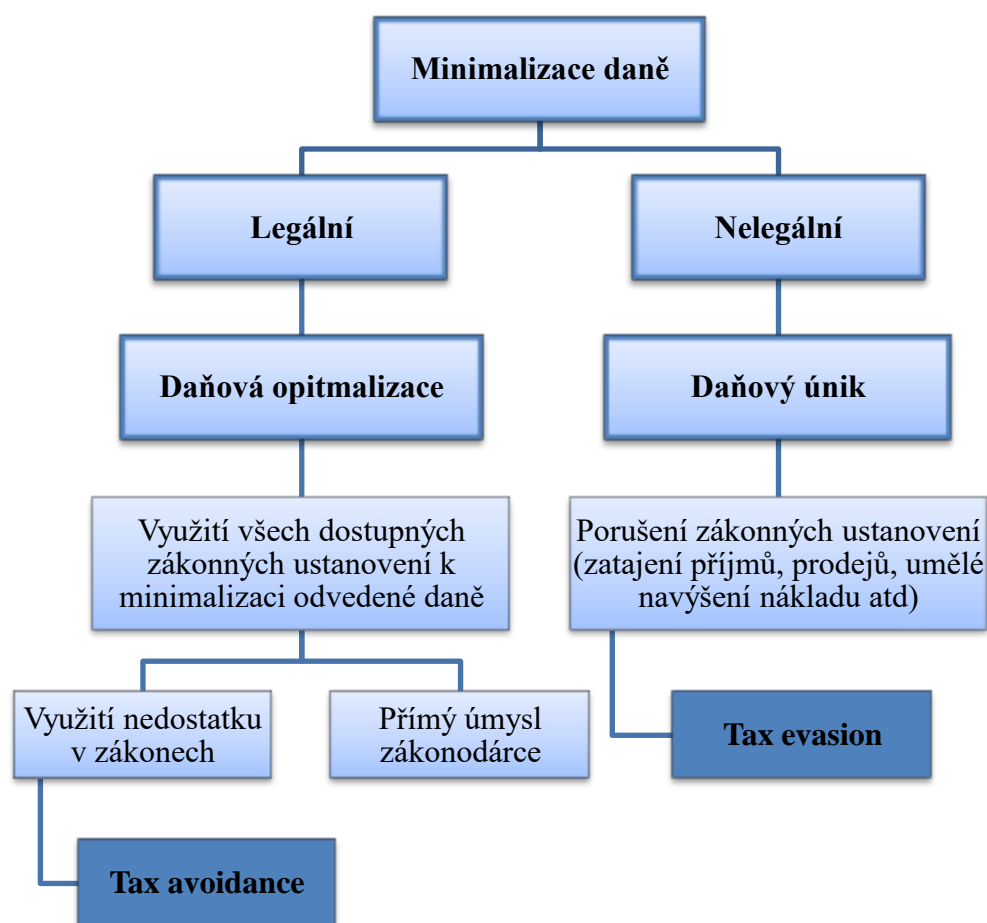 Minimalizace daně
Legální
Nelegální
Daňová opitmalizace
Daňový únik
Využití všech dostupných
zákonných ustanovení k
minimalizaci odvedené daně
Porušení zákonných ustanovení
(zatajení příjmů, prodejů, umělé
navýšení nákladu atd)
Využití nedostatku
v zákonech
Přímý úmysl
zákonodárce
Tax evasion
Tax avoidance